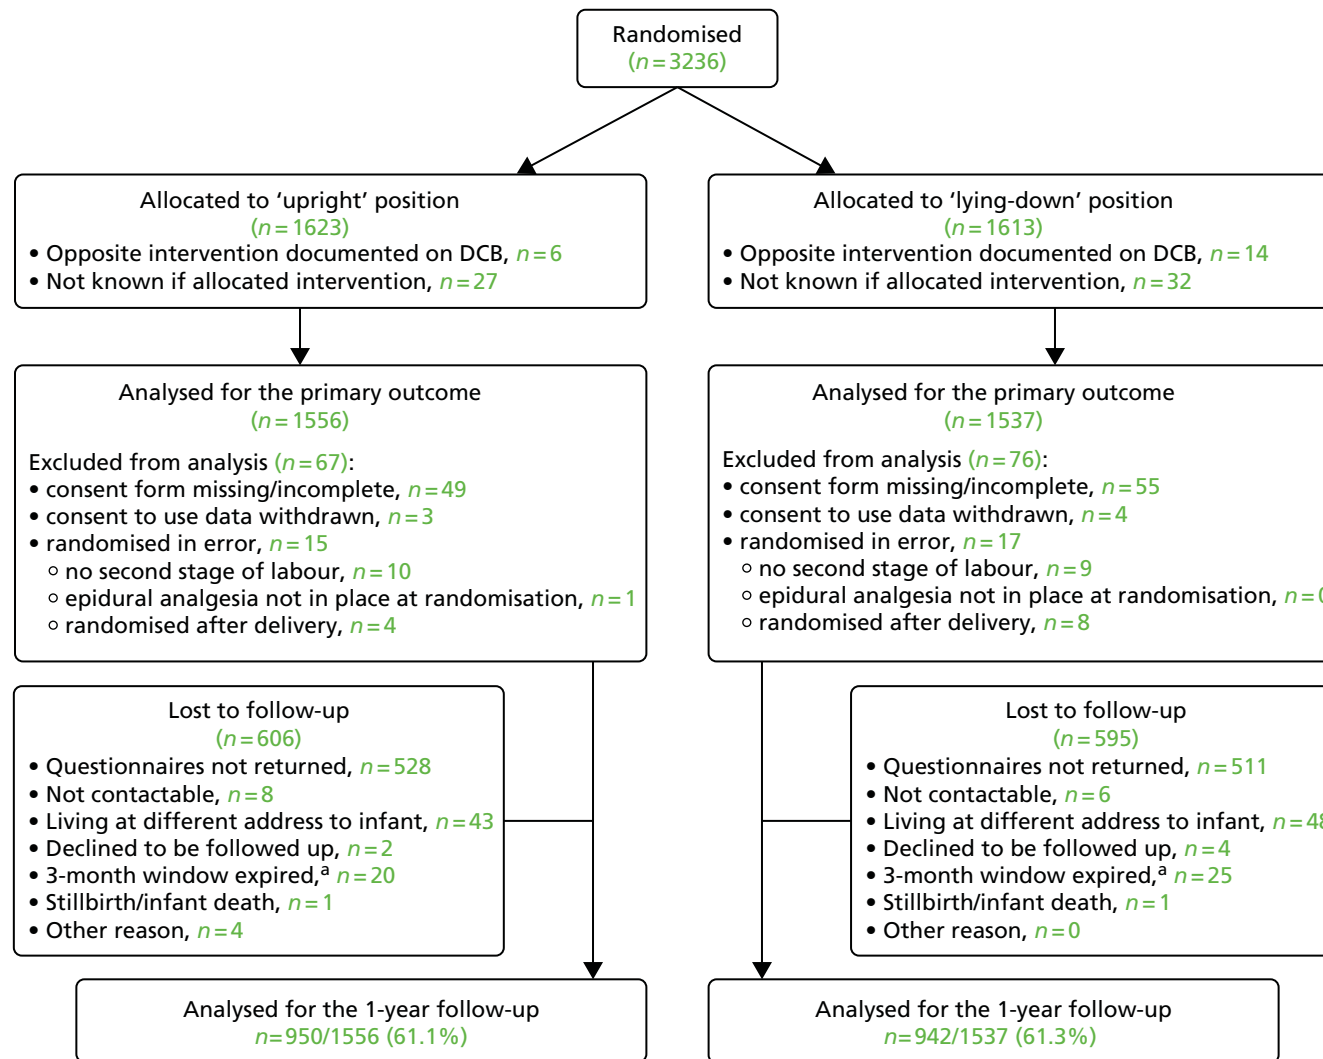 Randomised
(n=3236)
Allocated to ‘upright’ position
(n=1623)
• Opposite intervention documented on DCB, n=6
• Not known if allocated intervention, n=27
Allocated to ‘lying-down’ position
(n=1613)
• Opposite intervention documented on DCB, n=14
• Not known if allocated intervention, n=32
Analysed for the primary outcome
(n=1556)
Excluded from analysis (n=67):
• consent form missing/incomplete, n=49
• consent to use data withdrawn, n=3
• randomised in error, n=15
○ no second stage of labour, n=10
○ epidural analgesia not in place at randomisation, n=1
○ randomised after delivery, n=4
Analysed for the primary outcome
(n=1537)
Excluded from analysis (n=76):
• consent form missing/incomplete, n=55
• consent to use data withdrawn, n=4
• randomised in error, n=17
○ no second stage of labour, n=9
○ epidural analgesia not in place at randomisation, n=0
○ randomised after delivery, n=8
Lost to follow-up
(n=606)
• Questionnaires not returned, n=528
• Not contactable, n=8
• Living at different address to infant, n=43
• Declined to be followed up, n=2
• 3-month window expired,ᵃ n=20
• Stillbirth/infant death, n=1
• Other reason, n=4
Lost to follow-up
(n=595)
• Questionnaires not returned, n=511
• Not contactable, n=6
• Living at different address to infant, n=48
• Declined to be followed up, n=4
• 3-month window expired,ᵃ n=25
• Stillbirth/infant death, n=1
• Other reason, n=0
Analysed for the 1-year follow-up
n=950/1556 (61.1%)
Analysed for the 1-year follow-up
n=942/1537 (61.3%)